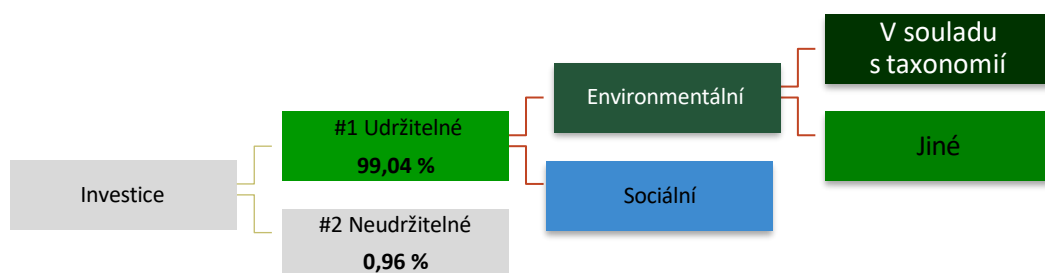 Investice
#1 Udržitelné
99,04 %
#2 Neudržitelné
0,96 %
Environmentální
Sociální
V souladu
s taxonomií
Jiné